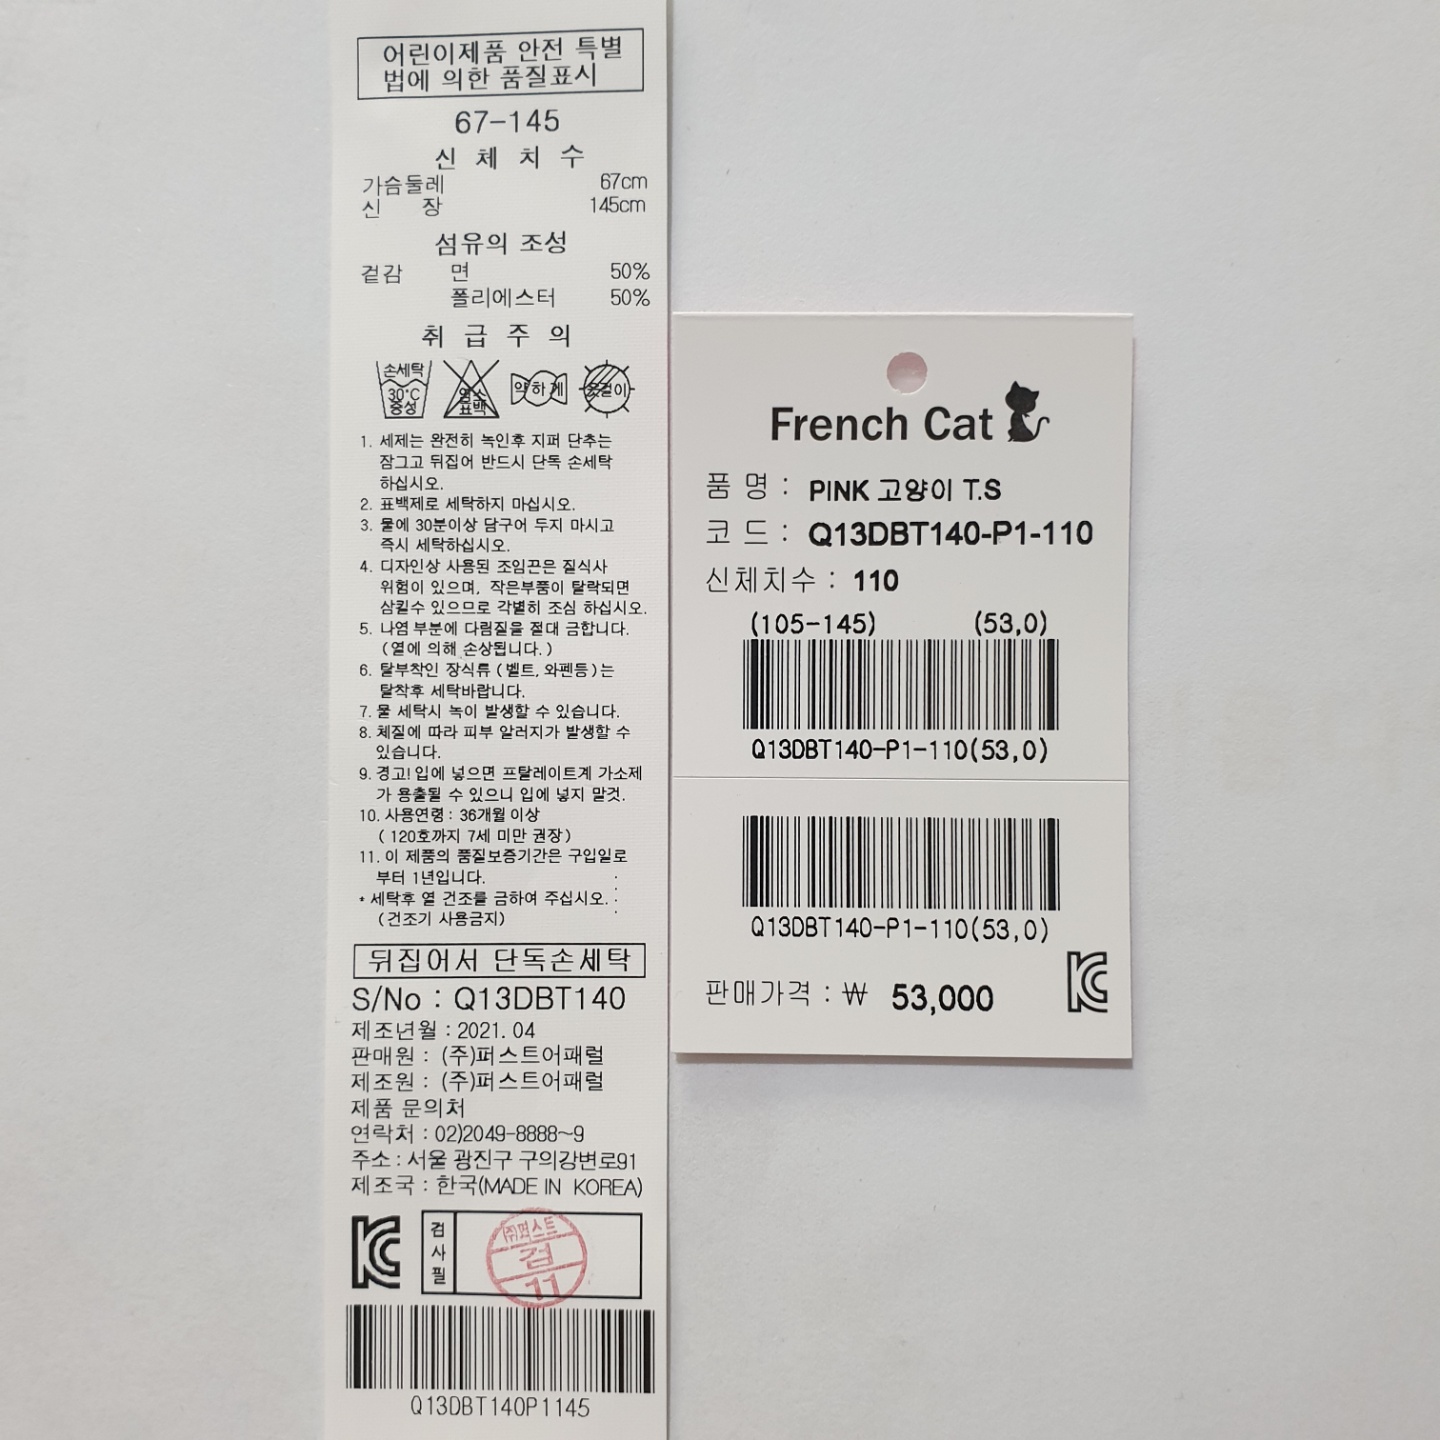 어린이제품 안전 특별
법에 의한 품질표시
67-145
신 체 치 수
가슴둘레 67cm
신 장 145cm
섬유의 조성
겉감 면 50%
폴리에스터 50%
취 급 주 의
손세탁
30°C
중성
염소
표백
약하게
옷걸이
1. 세제는 완전히 녹인후 지퍼 단추는
잠그고 뒤집어 반드시 단독 손세탁
하십시오.
2. 표백제로 세탁하지 마십시오.
3. 물에 30분이상 담구어 두지 마시고
즉시 세탁하십시오.
4. 디자인상 사용된 조임끈은 질식사
위험이 있으며, 작은부품이 탈락되면
삼킬수 있으므로 각별히 조심 하십시오.
5. 나염 부분에 다림질을 절대 금합니다.
(열에 의해 손상됩니다.)
6. 탈부착인 장식류 (벨트, 와펜등)는
탈착후 세탁바랍니다.
7. 물 세탁시 녹이 발생할 수 있습니다.
8. 체질에 따라 피부 알러지가 발생할 수
있습니다.
9. 경고! 입에 넣으면 프탈레이트계 가소제
가 용출될 수 있으니 입에 넣지 말것.
10. 사용연령 : 36개월 이상
( 120호까지 7세 미만 권장 )
11. 이 제품의 품질보증기간은 구입일로
부터 1년입니다.
* 세탁후 열 건조를 금하여 주십시오.
(건조기 사용금지)
뒤집어서 단독손세탁
S/No : Q13DBT140
제조년월 : 2021. 04
판매원 : (주)퍼스트어패럴
제조원 : (주)퍼스트어패럴
제품 문의처
연락처 : 02)2049-8888~9
주소 : 서울 광진구 구의강변로91
제조국 : 한국(MADE IN KOREA)
KC
검사필
(주)퍼스트
검
11
Q13DBT140P1145
French Cat
품 명 : PINK 고양이 T.S
코 드 : Q13DBT140-P1-110
신체치수 : 110
(105-145) (53,0)
Q13DBT140-P1-110(53,0)
Q13DBT140-P1-110(53,0)
판매가격 : ₩ 53,000
KC